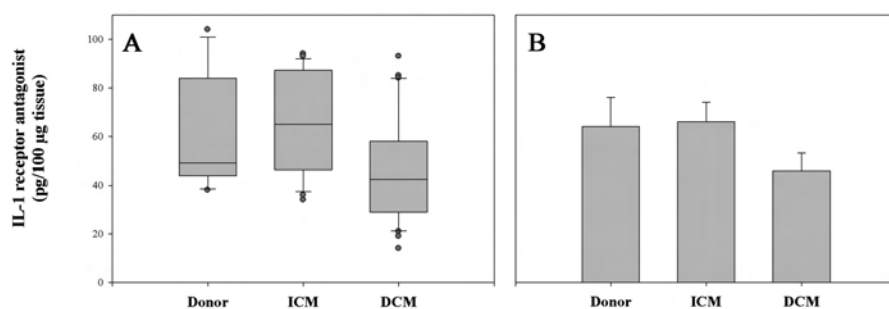 IL-1 receptor antagonist
(pg/100 µg tissue)
A
B
100
80
60
40
20
0
Donor ICM DCM
Donor ICM DCM